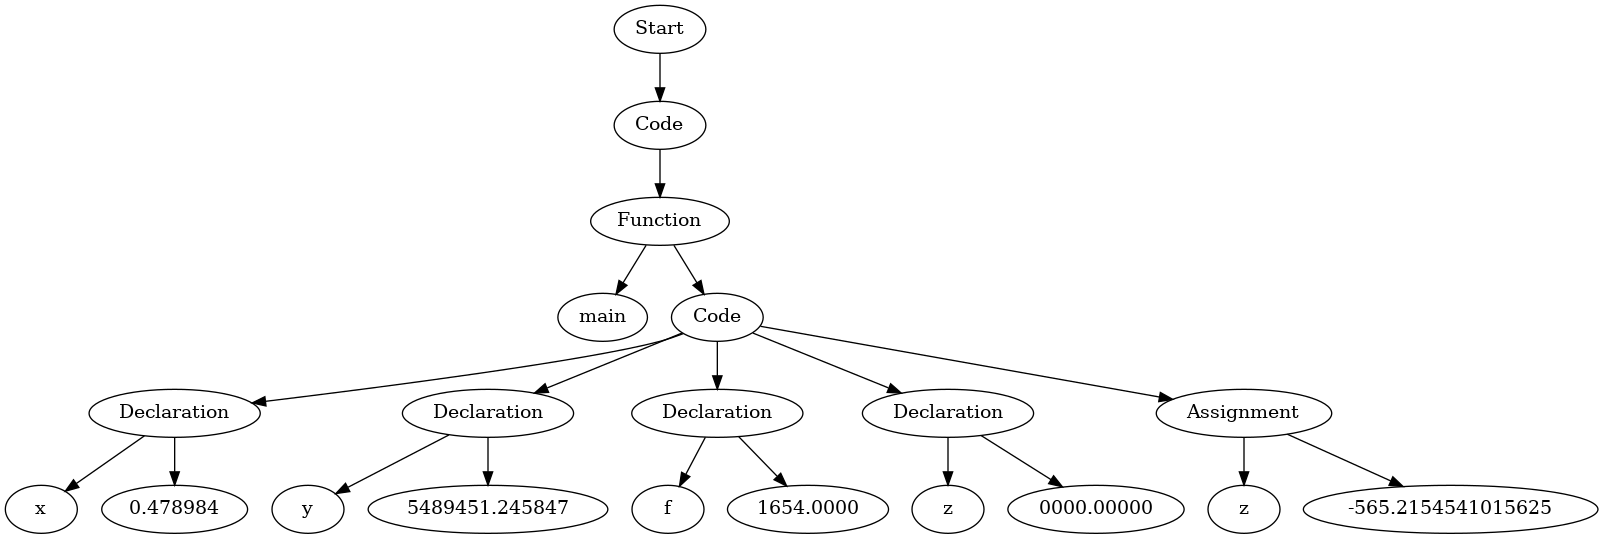 Start
Code
Function
main
Code
Declaration
Declaration
Declaration
Declaration
Assignment
x
0.478984
y
5489451.245847
f
1654.0000
z
0000.00000
z
-565.2154541015625